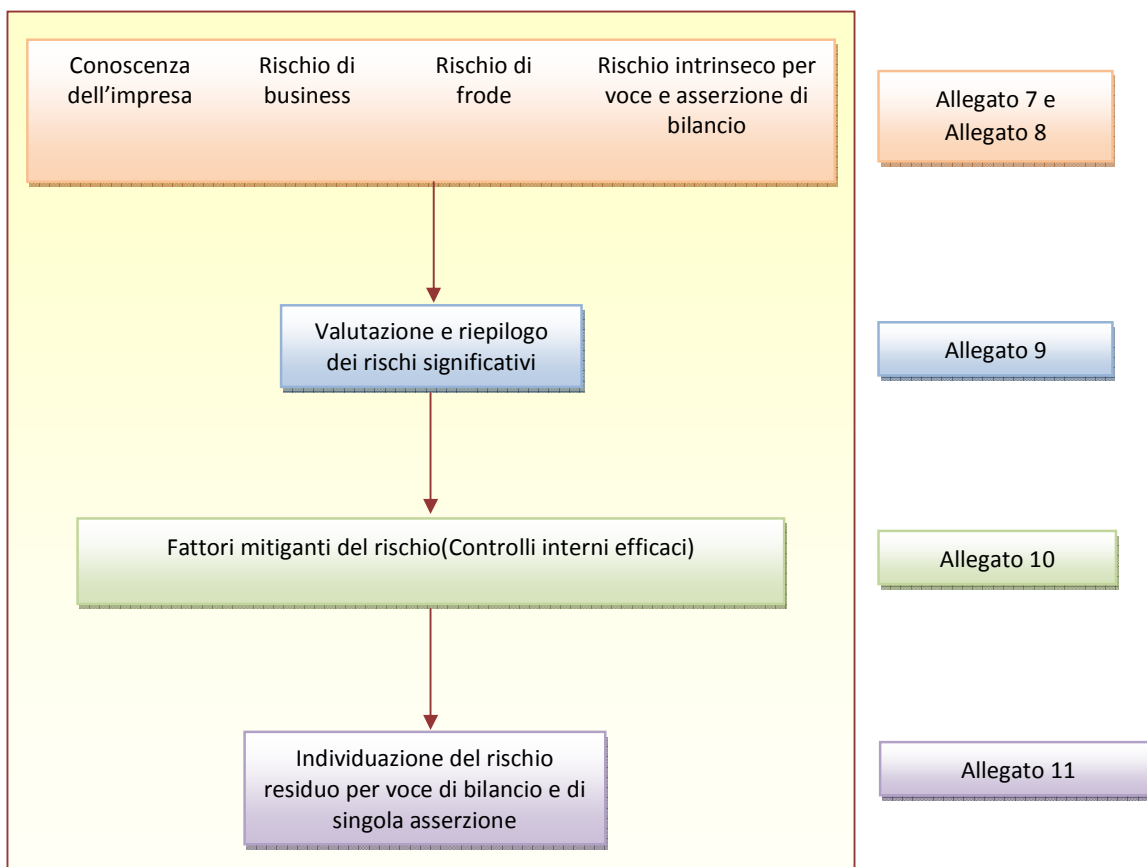 Conoscenza
dell'impresa
Rischio di
business
Rischio di
frode
Rischio intrinseco per
voce e asserzione di
bilancio
Allegato 7 e
Allegato 8
Valutazione e riepilogo
dei rischi significativi
Allegato 9
Fattori mitiganti del rischio(Controlli interni efficaci)
Allegato 10
Individuazione del rischio
residuo per voce di bilancio e di
singola asserzione
Allegato 11